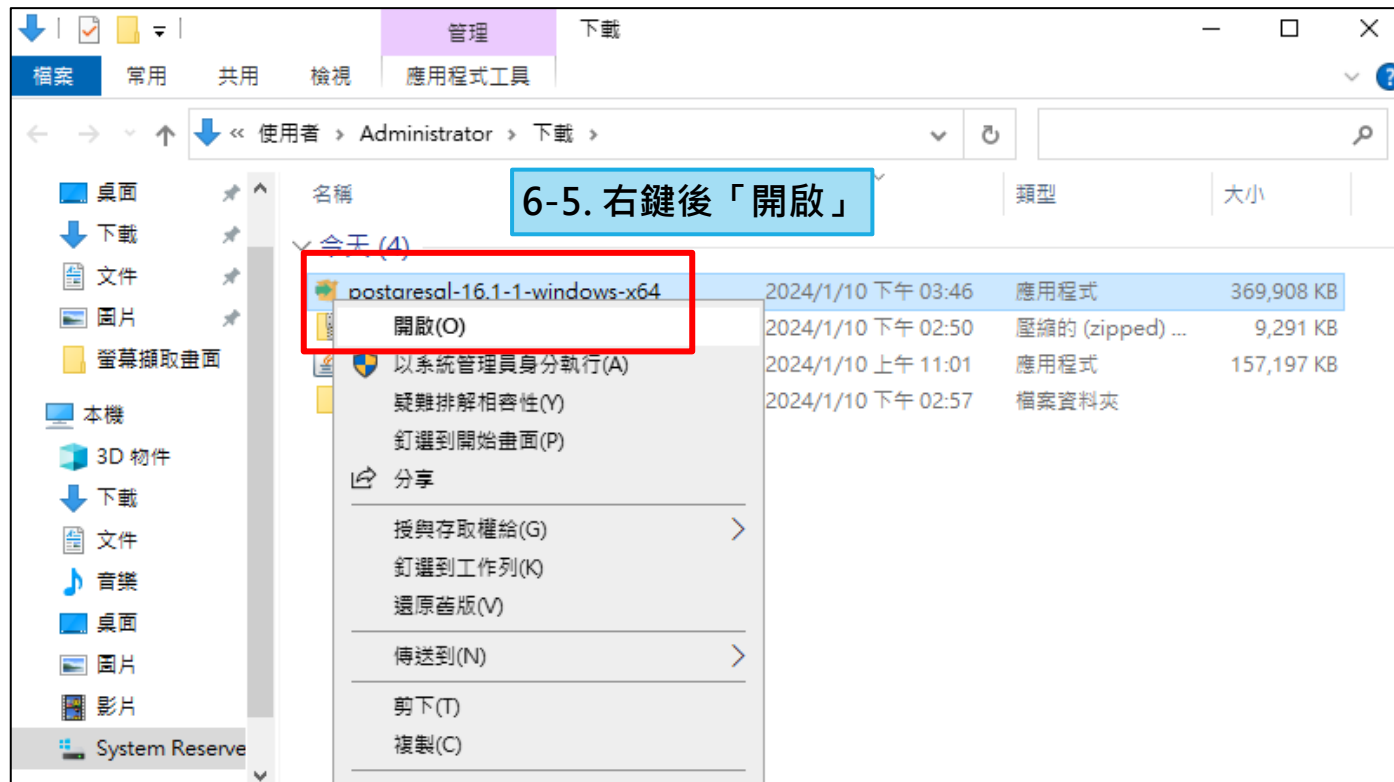 管理
下載
檔案
常用
共用
檢視
應用程式工具
« 使用者 › Administrator › 下載 ›
桌面
下載
文件
圖片
螢幕擷取畫面
本機
3D 物件
下載
文件
音樂
桌面
圖片
影片
System Reserve
名稱
類型
大小
6-5. 右鍵後「開啟」
今天 (4)
postgresql-16.1-1-windows-x64 2024/1/10 下午 03:46 應用程式 369,908 KB
2024/1/10 下午 02:50 壓縮的 (zipped) ... 9,291 KB
2024/1/10 上午 11:01 應用程式 157,197 KB
2024/1/10 下午 02:57 檔案資料夾
開啟(O)
以系統管理員身分執行(A)
疑難排解相容性(Y)
釘選到開始畫面(P)
分享
授與存取權給(G)
釘選到工作列(K)
還原舊版(V)
傳送到(N)
剪下(T)
複製(C)